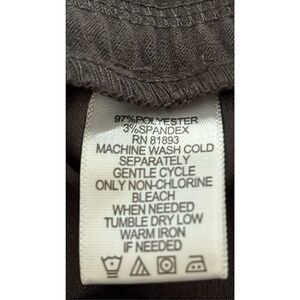 97%POLYESTER
3%SPANDEX
RN 81893
MACHINE WASH COLD
SEPARATELY
GENTLE CYCLE
ONLY NON-CHLORINE
BLEACH
WHEN NEEDED
TUMBLE DRY LOW
WARM IRON
IF NEEDED